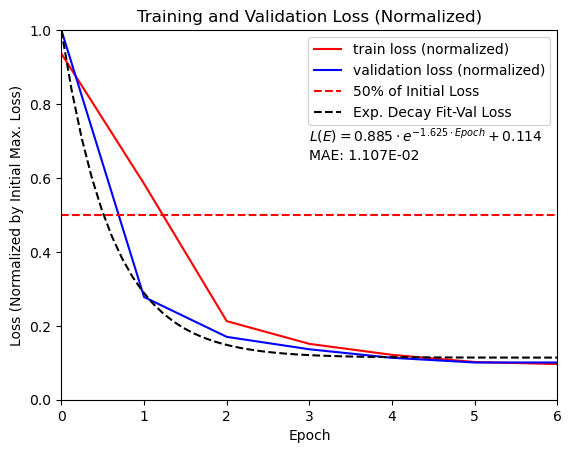 Training and Validation Loss (Normalized)
Loss (Normalized by Initial Max. Loss)
1.0
0.8
0.6
0.4
0.2
0.0
train loss (normalized)
validation loss (normalized)
50% of Initial Loss
Exp. Decay Fit-Val Loss
L(E) = 0.885 · e^{−1.625 · Epoch} + 0.114
MAE: 1.107E-02
0 1 2 3 4 5 6
Epoch